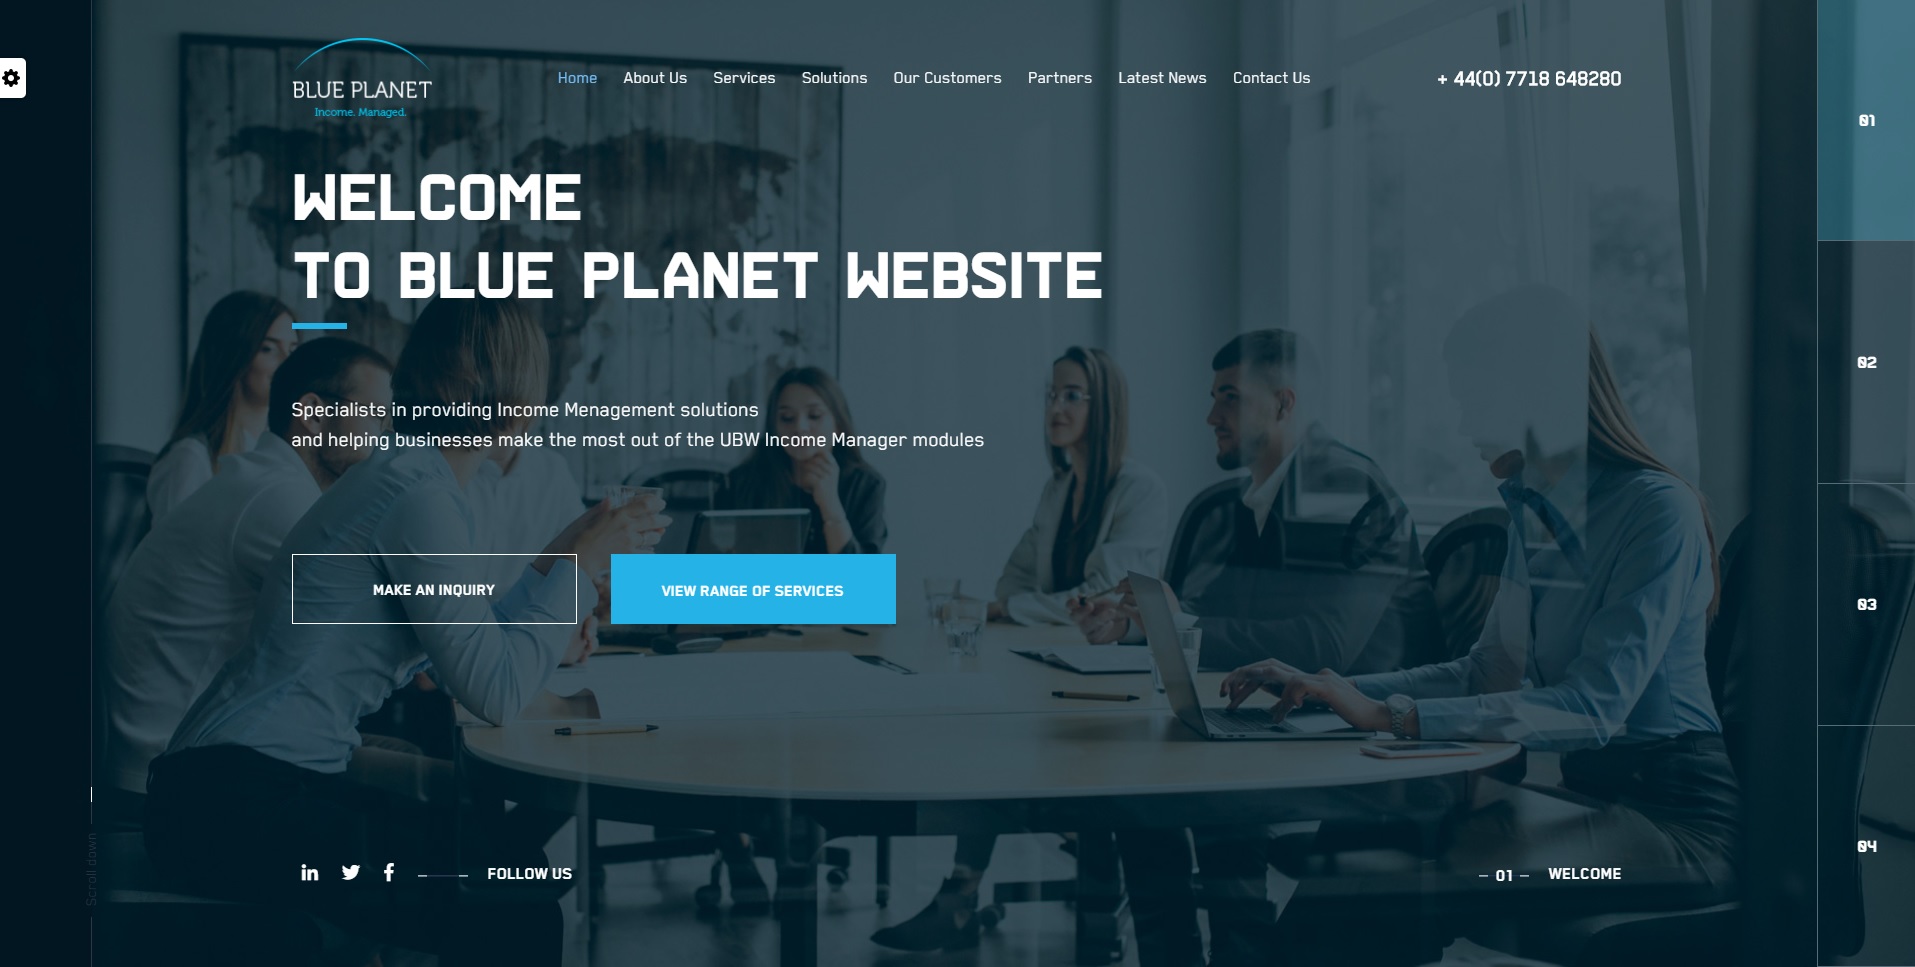 BLUE PLANET
Income. Managed.
Home About Us Services Solutions Our Customers Partners Latest News Contact Us
+ 44(0) 7718 648280
WELCOME
TO BLUE PLANET WEBSITE
Specialists in providing Income Menagement solutions
and helping businesses make the most out of the UBW Income Manager modules
MAKE AN INQUIRY
VIEW RANGE OF SERVICES
01
02
03
04
Scroll down
FOLLOW US
01 WELCOME